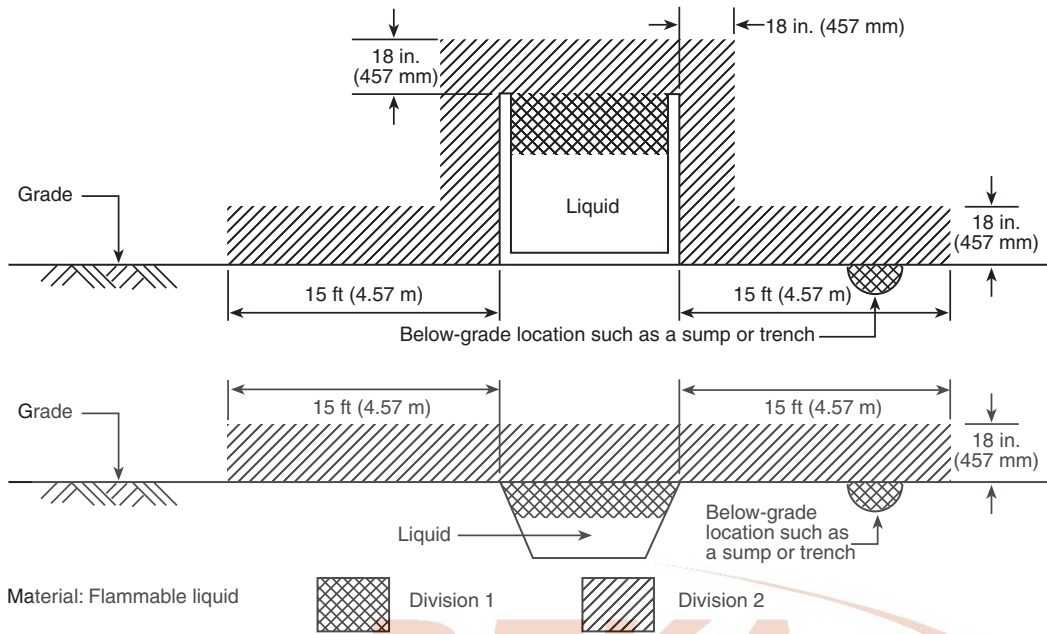 18 in. (457 mm)
18 in.
(457 mm)
Grade
Liquid
18 in.
(457 mm)
15 ft (4.57 m)
15 ft (4.57 m)
Below-grade location such as a sump or trench
Grade
15 ft (4.57 m)
15 ft (4.57 m)
18 in.
(457 mm)
Liquid
Below-grade
location such as
a sump or trench
Material: Flammable liquid
Division 1
Division 2